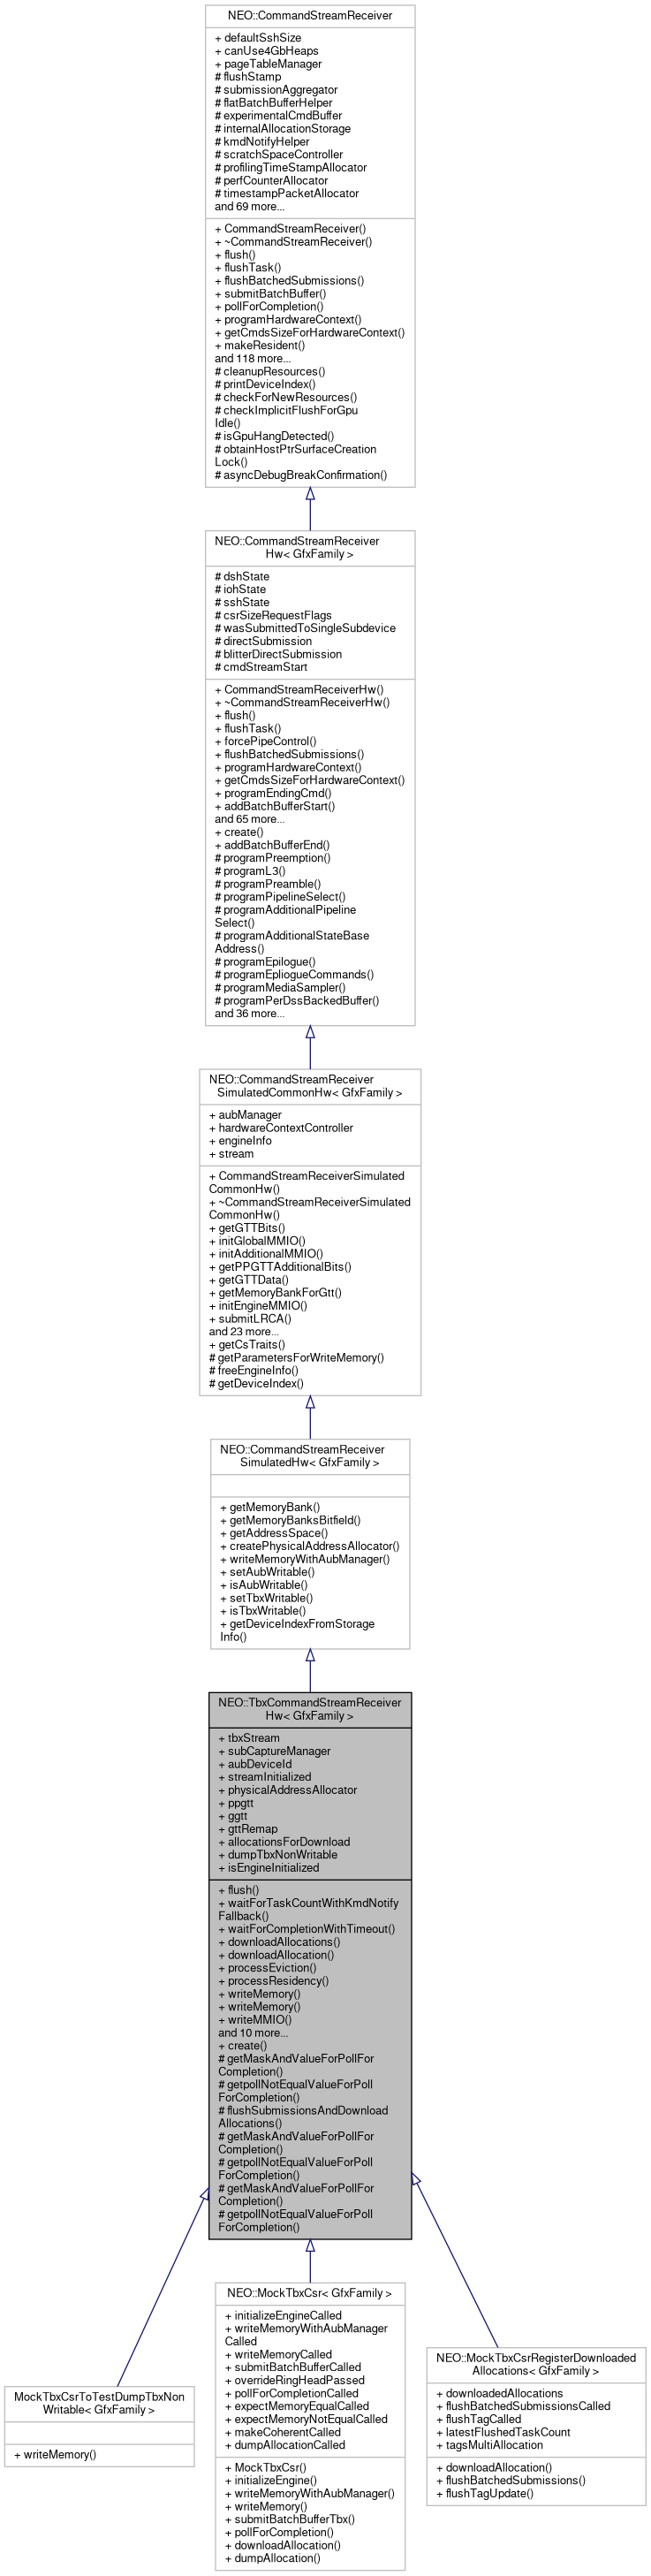 NEO::CommandStreamReceiver
+ defaultSshSize
+ canUse4GbHeaps
+ pageTableManager
# flushStamp
# submissionAggregator
# flatBatchBufferHelper
# experimentalCmdBuffer
# internalAllocationStorage
# kmdNotifyHelper
# scratchSpaceController
# profilingTimeStampAllocator
# perfCounterAllocator
# timestampPacketAllocator
and 69 more...
+ CommandStreamReceiver()
+ ~CommandStreamReceiver()
+ flush()
+ flushTask()
+ flushBatchedSubmissions()
+ submitBatchBuffer()
+ pollForCompletion()
+ programHardwareContext()
+ getCmdsSizeForHardwareContext()
+ makeResident()
and 118 more...
# cleanupResources()
# printDeviceIndex()
# checkForNewResources()
# checkImplicitFlushForGpu
Idle()
# isGpuHangDetected()
# obtainHostPtrSurfaceCreation
Lock()
# asyncDebugBreakConfirmation()
NEO::CommandStreamReceiver
Hw< GfxFamily >
# dshState
# iohState
# sshState
# csrSizeRequestFlags
# wasSubmittedToSingleSubdevice
# directSubmission
# blitterDirectSubmission
# cmdStreamStart
+ CommandStreamReceiverHw()
+ ~CommandStreamReceiverHw()
+ flush()
+ flushTask()
+ forcePipeControl()
+ flushBatchedSubmissions()
+ programHardwareContext()
+ getCmdsSizeForHardwareContext()
+ programEndingCmd()
+ addBatchBufferStart()
and 65 more...
+ create()
+ addBatchBufferEnd()
# programPreemption()
# programL3()
# programPreamble()
# programPipelineSelect()
# programAdditionalPipeline
Select()
# programAdditionalStateBase
Address()
# programEpilogue()
# programEpliogueCommands()
# programMediaSampler()
# programPerDssBackedBuffer()
and 36 more...
NEO::CommandStreamReceiver
SimulatedCommonHw< GfxFamily >
+ aubManager
+ hardwareContextController
+ engineInfo
+ stream
+ CommandStreamReceiverSimulated
CommonHw()
+ ~CommandStreamReceiverSimulated
CommonHw()
+ getGTTBits()
+ initGlobalMMIO()
+ initAdditionalMMIO()
+ getPPGTTAdditionalBits()
+ getGTTData()
+ getMemoryBankForGtt()
+ initEngineMMIO()
+ submitLRCA()
and 23 more...
+ getCsTraits()
# getParametersForWriteMemory()
# freeEngineInfo()
# getDeviceIndex()
NEO::CommandStreamReceiver
SimulatedHw< GfxFamily >
+ getMemoryBank()
+ getMemoryBanksBitfield()
+ getAddressSpace()
+ createPhysicalAddressAllocator()
+ writeMemoryWithAubManager()
+ setAubWritable()
+ isAubWritable()
+ setTbxWritable()
+ isTbxWritable()
+ getDeviceIndexFromStorage
Info()
NEO::TbxCommandStreamReceiver
Hw< GfxFamily >
+ tbxStream
+ subCaptureManager
+ aubDeviceId
+ streamInitialized
+ physicalAddressAllocator
+ ppgtt
+ ggtt
+ gttRemap
+ allocationsForDownload
+ dumpTbxNonWritable
+ isEngineInitialized
+ flush()
+ waitForTaskCountWithKmdNotify
Fallback()
+ waitForCompletionWithTimeout()
+ downloadAllocations()
+ downloadAllocation()
+ processEviction()
+ processResidency()
+ writeMemory()
+ writeMemory()
+ writeMMIO()
and 10 more...
+ create()
# getMaskAndValueForPollFor
Completion()
# getpollNotEqualValueForPoll
ForCompletion()
# flushSubmissionsAndDownload
Allocations()
# getMaskAndValueForPollFor
Completion()
# getpollNotEqualValueForPoll
ForCompletion()
# getMaskAndValueForPollFor
Completion()
# getpollNotEqualValueForPoll
ForCompletion()
MockTbxCsrToTestDumpTbxNon
Writable< GfxFamily >
+ writeMemory()
NEO::MockTbxCsr< GfxFamily >
+ initializeEngineCalled
+ writeMemoryWithAubManager
Called
+ writeMemoryCalled
+ submitBatchBufferCalled
+ overrideRingHeadPassed
+ pollForCompletionCalled
+ expectMemoryEqualCalled
+ expectMemoryNotEqualCalled
+ makeCoherentCalled
+ dumpAllocationCalled
+ MockTbxCsr()
+ initializeEngine()
+ writeMemoryWithAubManager()
+ writeMemory()
+ submitBatchBufferTbx()
+ pollForCompletion()
+ downloadAllocation()
+ dumpAllocation()
NEO::MockTbxCsrRegisterDownloaded
Allocations< GfxFamily >
+ downloadedAllocations
+ flushBatchedSubmissionsCalled
+ flushTagCalled
+ latestFlushedTaskCount
+ tagsMultiAllocation
+ downloadAllocation()
+ flushBatchedSubmissions()
+ flushTagUpdate()